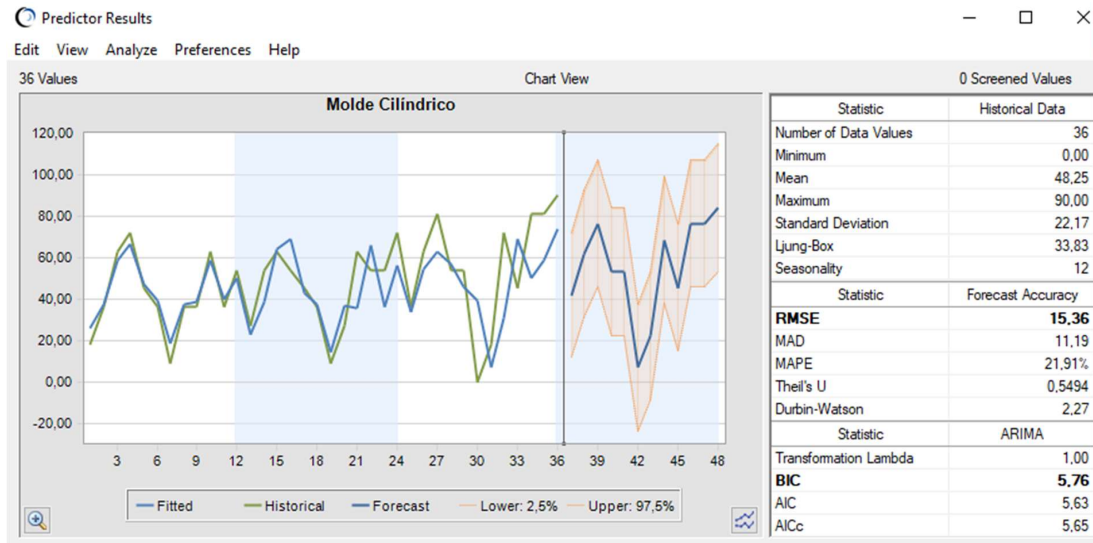 Predictor Results
Edit View Analyze Preferences Help
36 Values Chart View 0 Screened Values
Molde Cilíndrico
120,00
100,00
80,00
60,00
40,00
20,00
0,00
-20,00
3 6 9 12 15 18 21 24 27 30 33 36 39 42 45 48
Fitted Historical Forecast Lower: 2,5% Upper: 97,5%
Statistic Historical Data
Number of Data Values 36
Minimum 0,00
Mean 48,25
Maximum 90,00
Standard Deviation 22,17
Ljung-Box 33,83
Seasonality 12
Statistic Forecast Accuracy
RMSE 15,36
MAD 11,19
MAPE 21,91%
Theil's U 0,5494
Durbin-Watson 2,27
Statistic ARIMA
Transformation Lambda 1,00
BIC 5,76
AIC 5,63
AICc 5,65